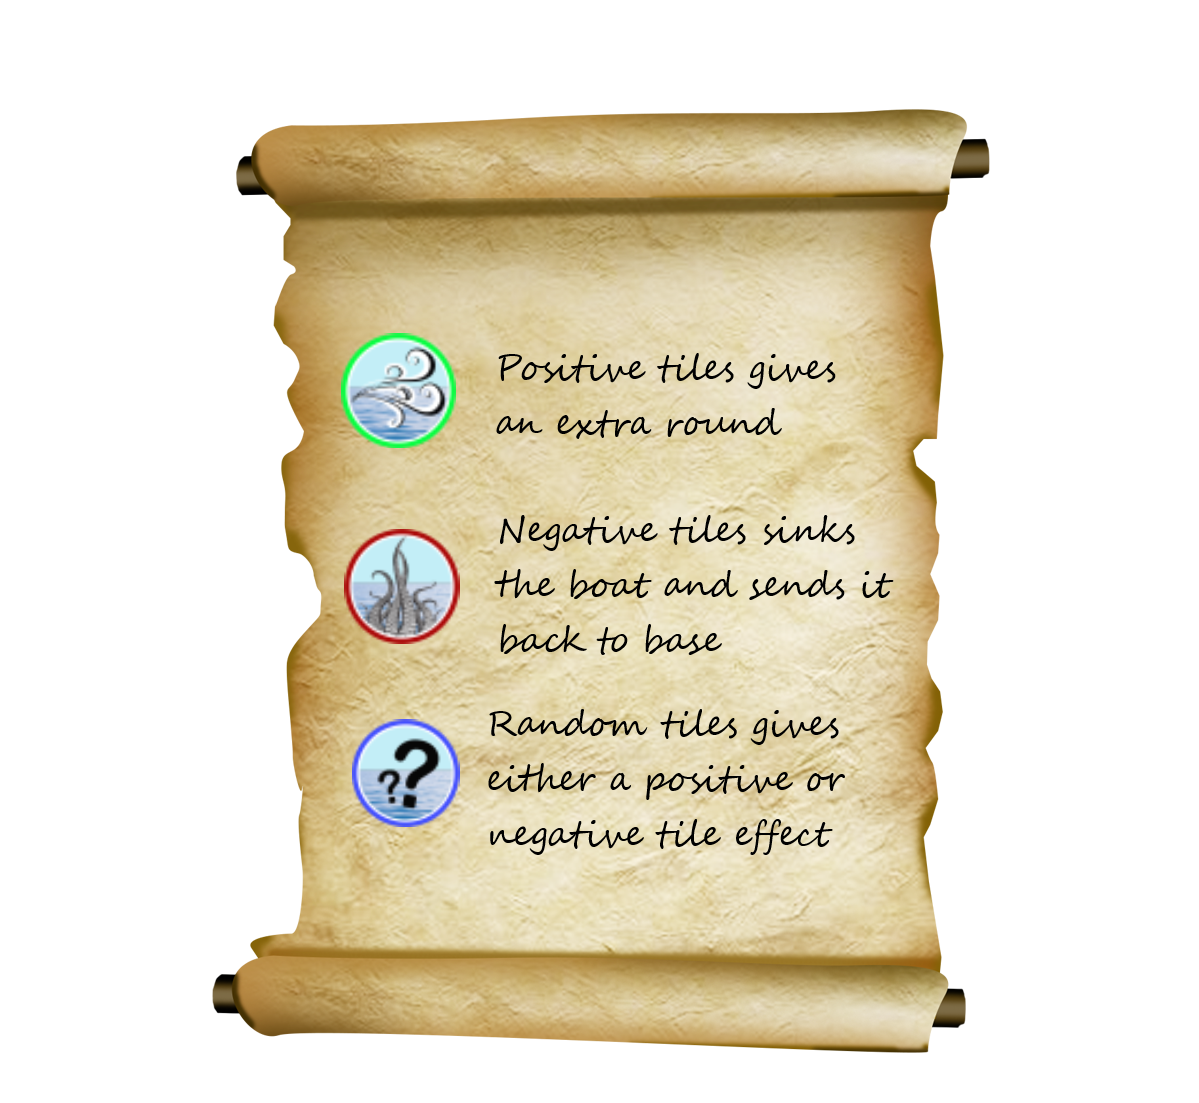 Positive tiles gives
an extra round
Negative tiles sinks
the boat and sends it
back to base
Random tiles gives
either a positive or
negative tile effect
??